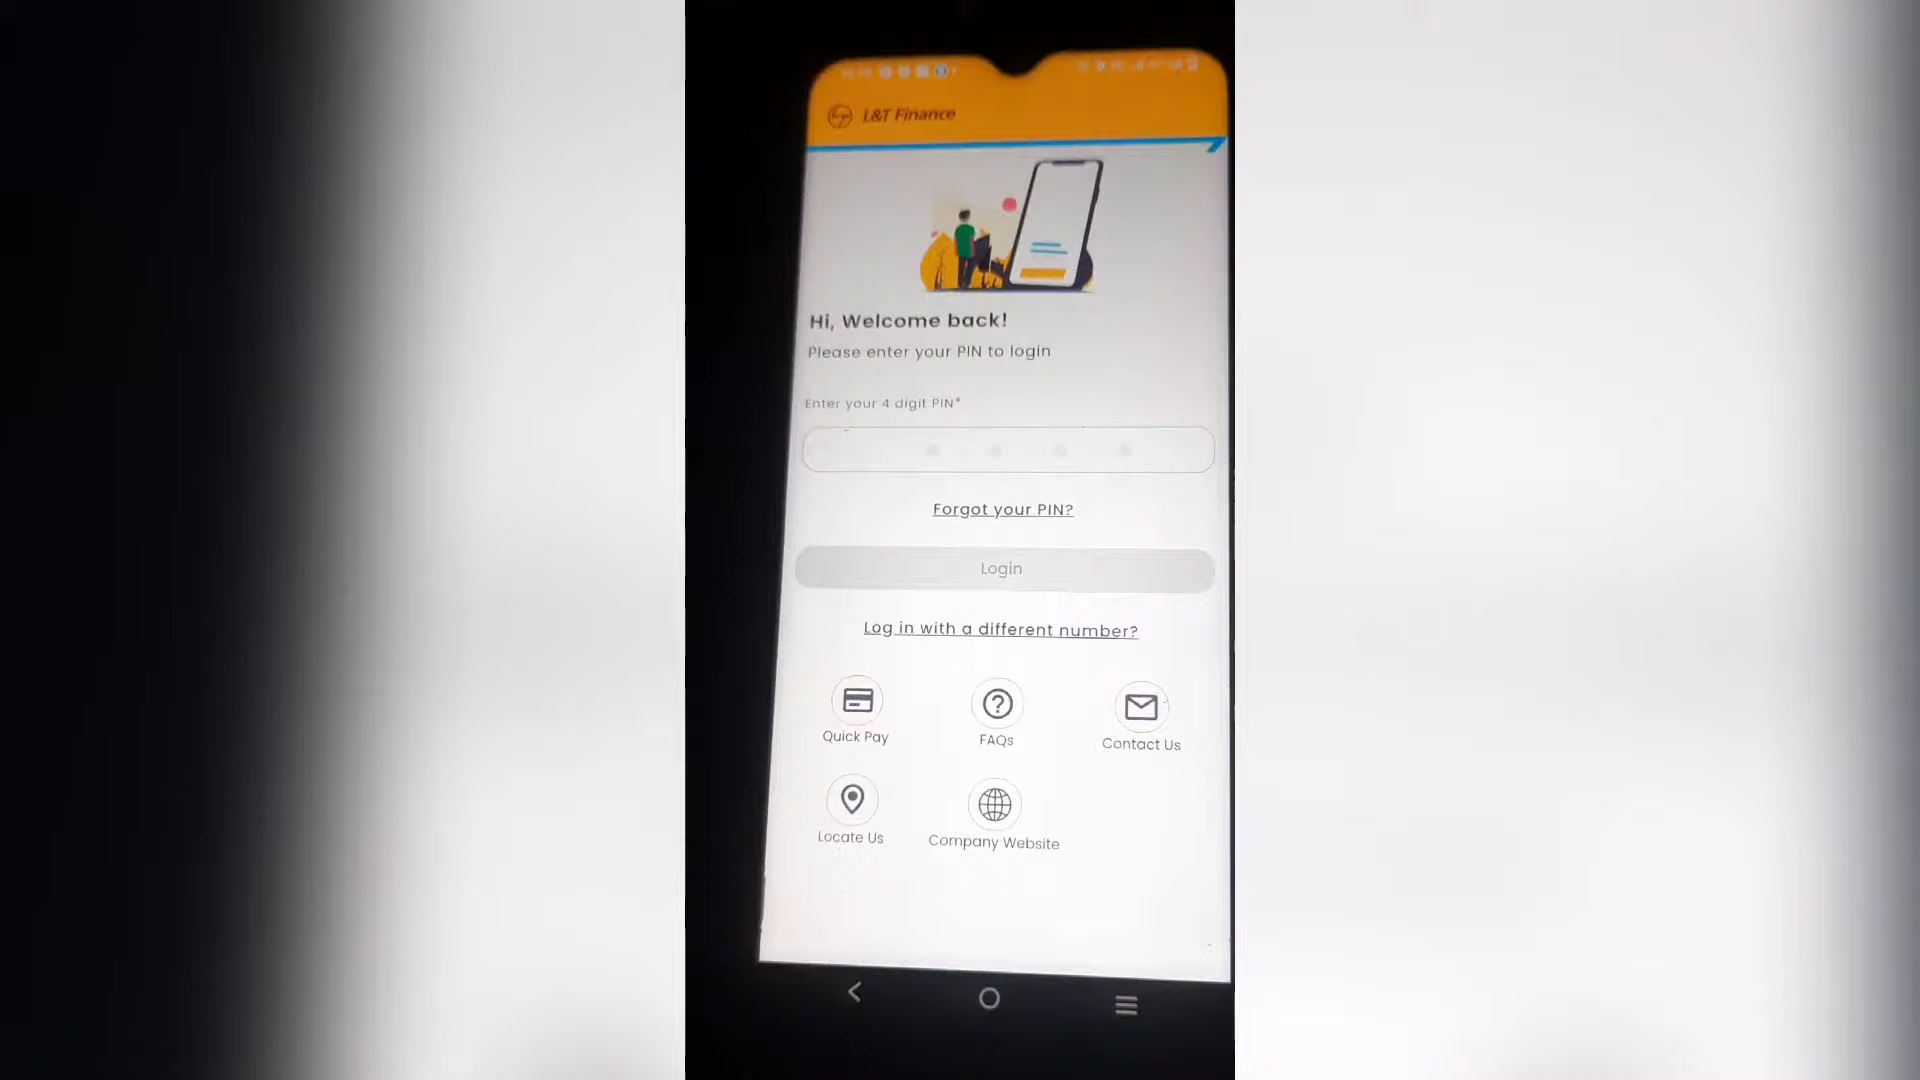 L&T Finance
Hi, Welcome back!
Please enter your PIN to login
Enter your 4 digit PIN*
Forgot your PIN?
Login
Log in with a different number?
Quick Pay
FAQs
Contact Us
Locate Us
Company Website